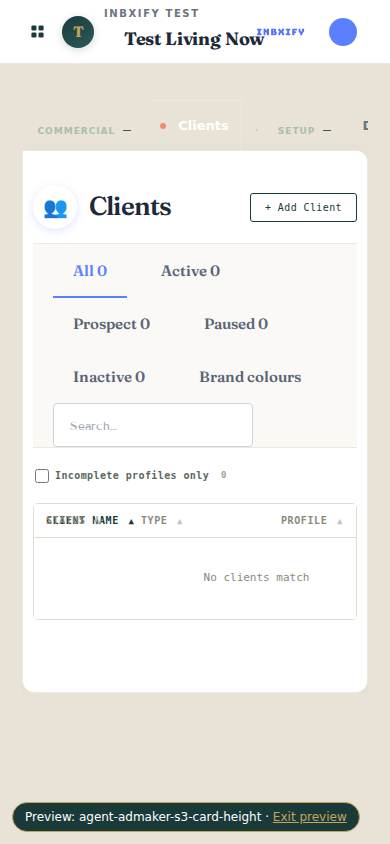 INBXIFY TEST
T
Test Living Now
INBXIFY
COMMERCIAL
Clients
SETUP
Clients
+ Add Client
All 0
Active 0
Prospect 0
Paused 0
Inactive 0
Brand colours
Search...
Incomplete profiles only 0
CLIENT NAME ▲ TYPE ▲ PROFILE ▲
No clients match
Preview: agent-admaker-s3-card-height · Exit preview